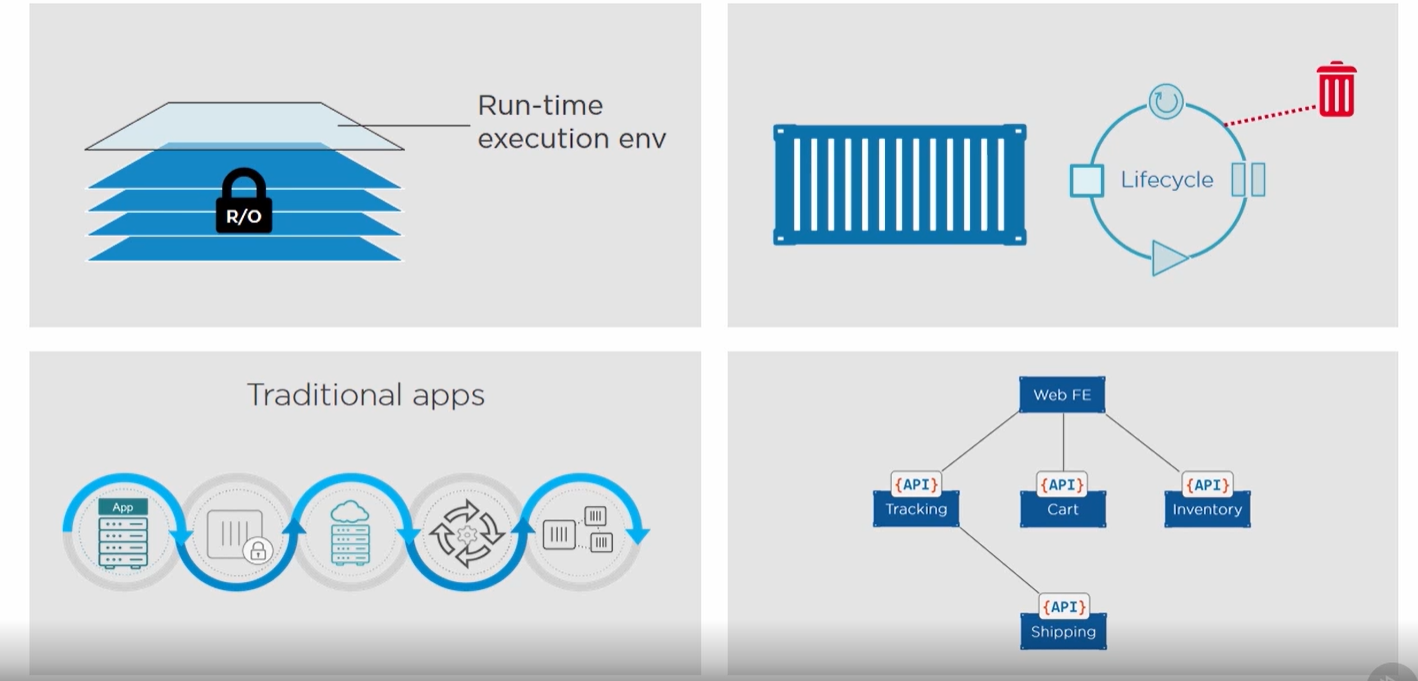 Run-time
execution env
R/O
Lifecycle
Traditional apps
App
Web FE
{API}
Tracking
{API}
Cart
{API}
Inventory
{API}
Shipping